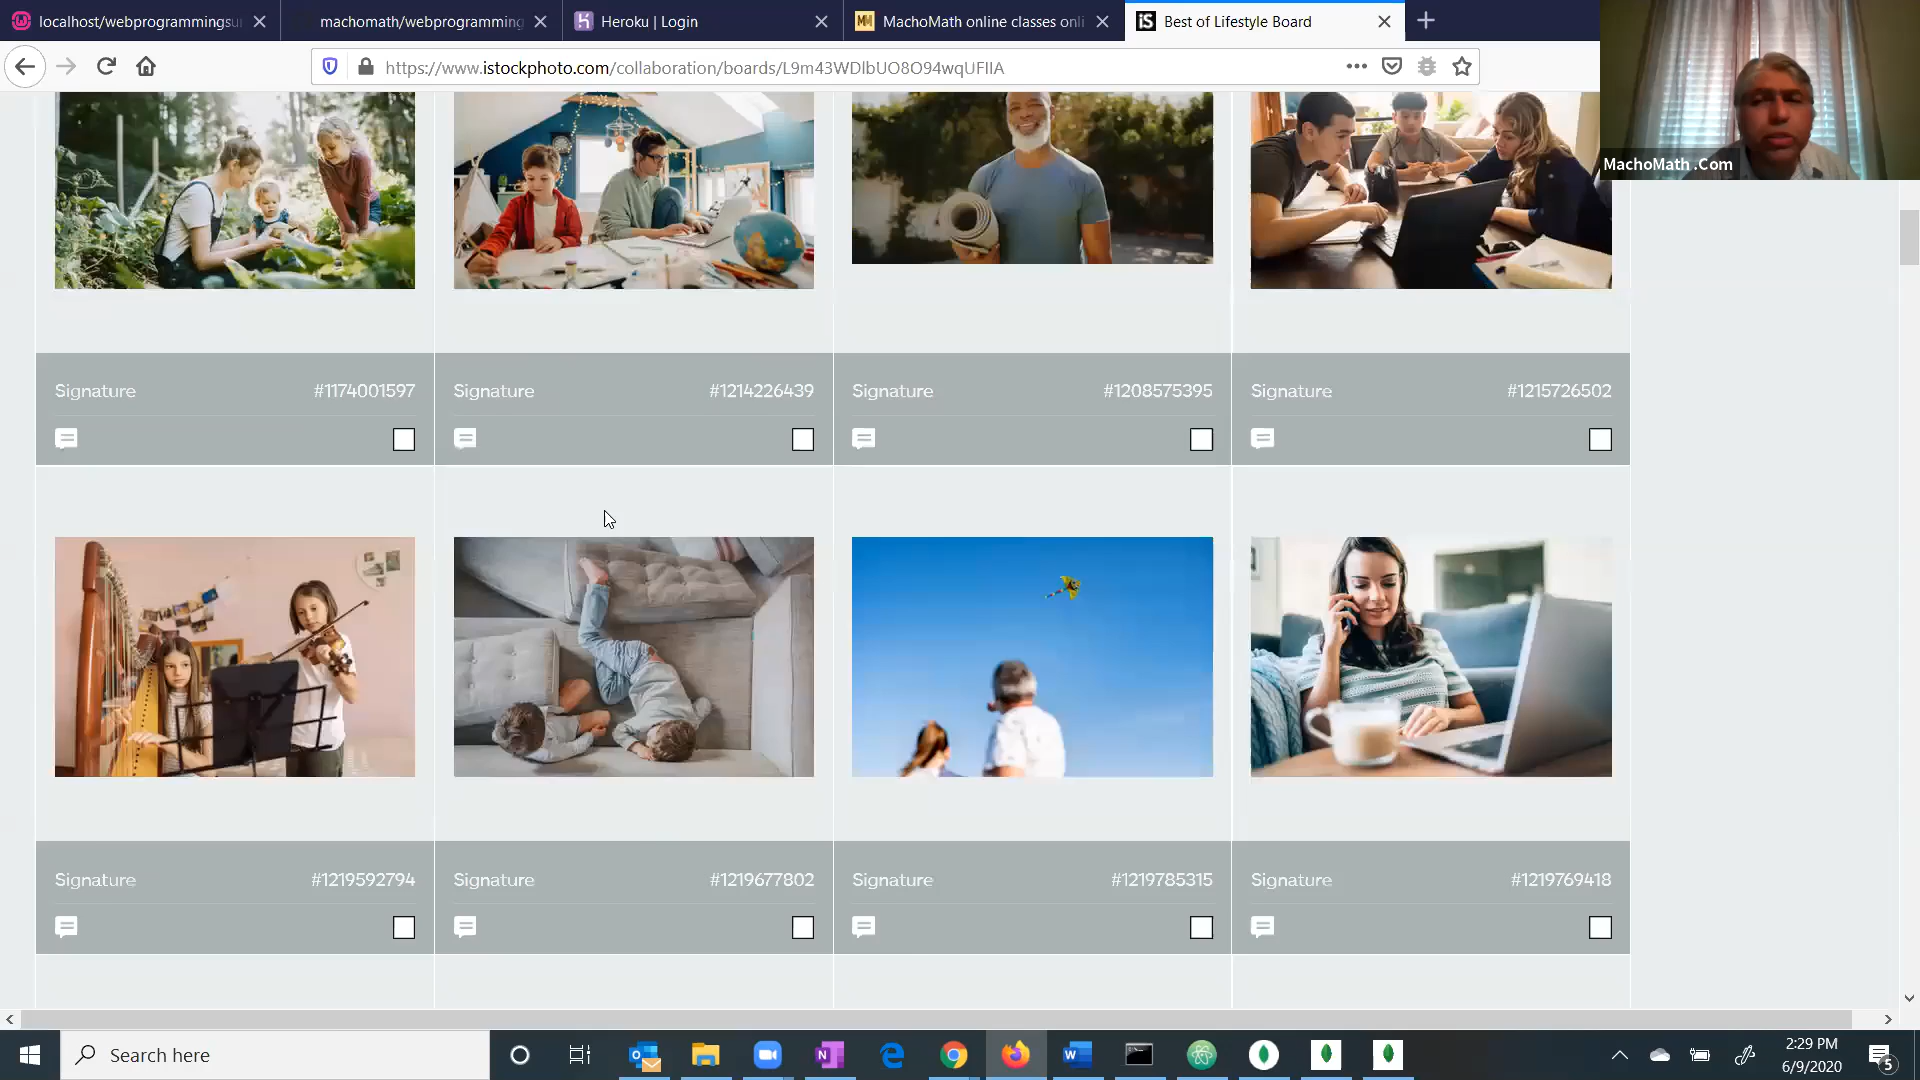 localhost/webprogrammingsu
machomath/webprogramming
Heroku | Login
MachoMath online classes onli
Best of Lifestyle Board
https://www.istockphoto.com/collaboration/boards/L9m43WDlbUO8O94wqUFIIA
MachoMath .Com
Signature #1174001597
Signature #1214226439
Signature #1208575395
Signature #1215726502
Signature #1219592794
Signature #1219677802
Signature #1219785315
Signature #1219769418
Search here
2:29 PM
6/9/2020
5